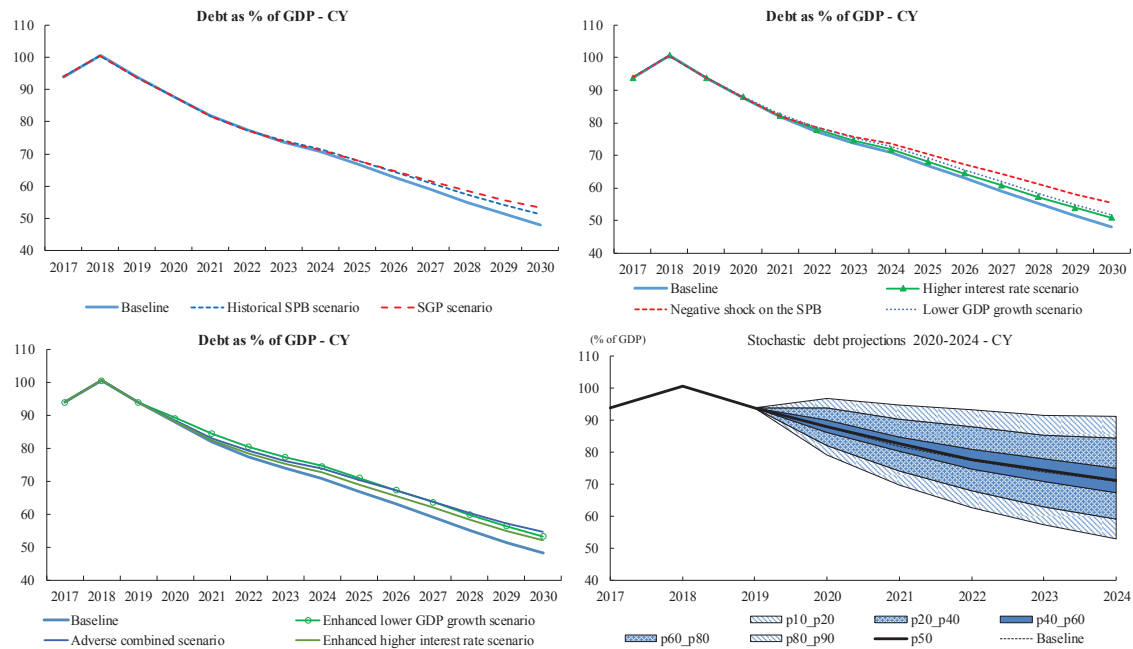 Debt as % of GDP - CY
110
100
90
80
70
60
50
40
2017 2018 2019 2020 2021 2022 2023 2024 2025 2026 2027 2028 2029 2030
Baseline Historical SPB scenario SGP scenario
Debt as % of GDP - CY
110
100
90
80
70
60
50
40
2017 2018 2019 2020 2021 2022 2023 2024 2025 2026 2027 2028 2029 2030
Baseline Higher interest rate scenario
Negative shock on the SPB Lower GDP growth scenario
Debt as % of GDP - CY
110
100
90
80
70
60
50
40
2017 2018 2019 2020 2021 2022 2023 2024 2025 2026 2027 2028 2029 2030
Baseline Enhanced lower GDP growth scenario
Adverse combined scenario Enhanced higher interest rate scenario
(% of GDP) Stochastic debt projections 2020-2024 - CY
110
100
90
80
70
60
50
40
2017 2018 2019 2020 2021 2022 2023 2024
p10_p20 p20_p40 p40_p60
p60_p80 p80_p90 p50 Baseline